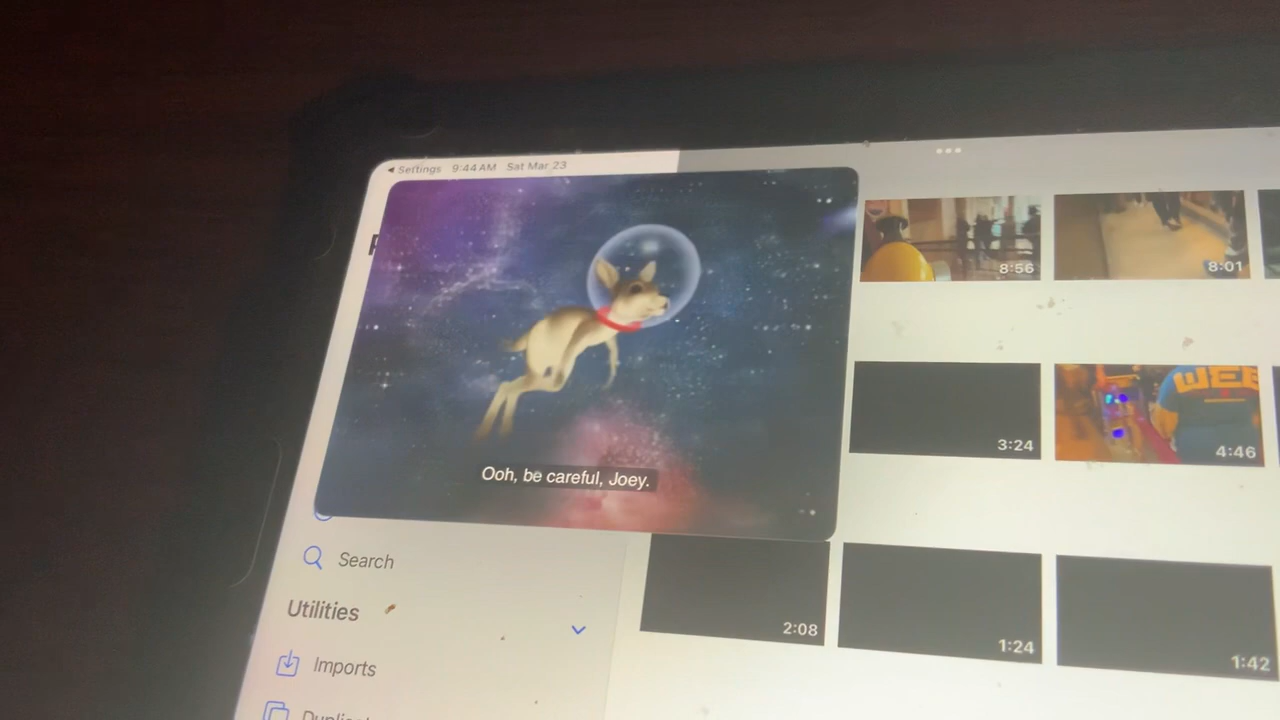 ◀ Settings 9:44 AM Sat Mar 23
8:56
8:01
Ooh, be careful, Joey.
3:24
WEE
4:46
Search
Utilities
2:08
1:24
1:42
Imports